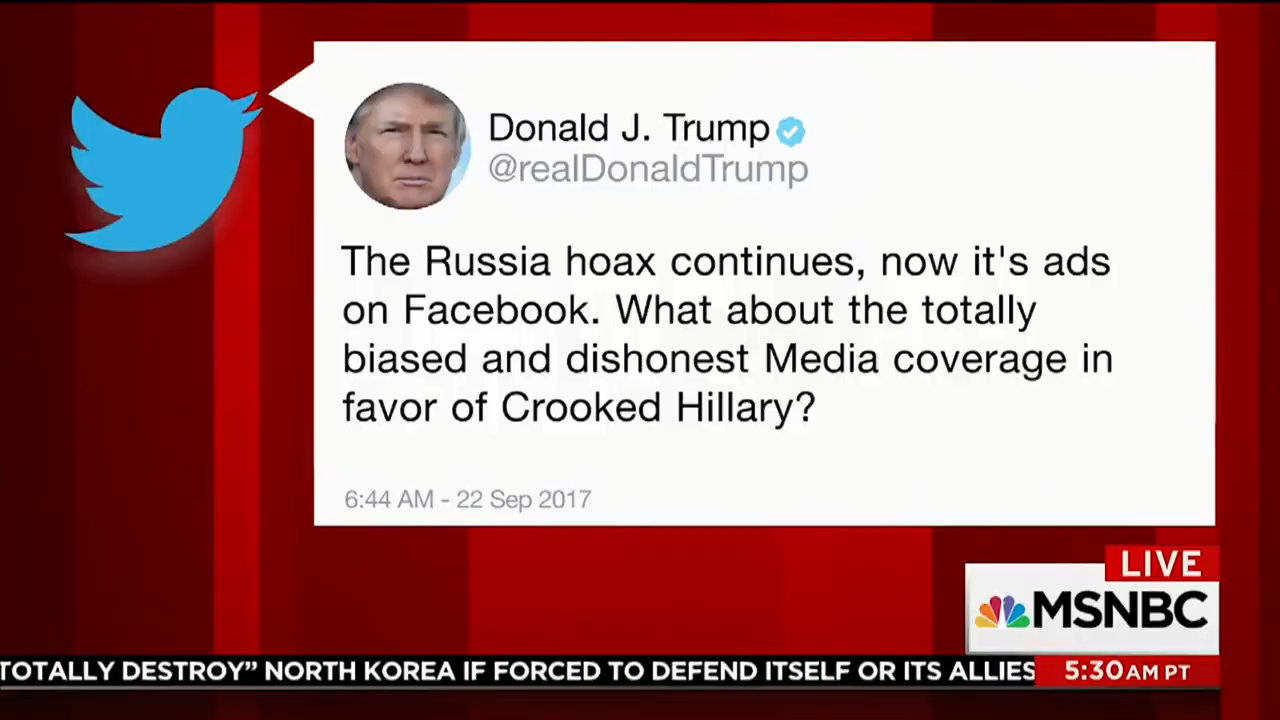 Donald J. Trump
@realDonaldTrump
The Russia hoax continues, now it's ads
on Facebook. What about the totally
biased and dishonest Media coverage in
favor of Crooked Hillary?
6:44 AM - 22 Sep 2017
LIVE
MSNBC
TOTALLY DESTROY” NORTH KOREA IF FORCED TO DEFEND ITSELF OR ITS ALLIES
5:30AM PT